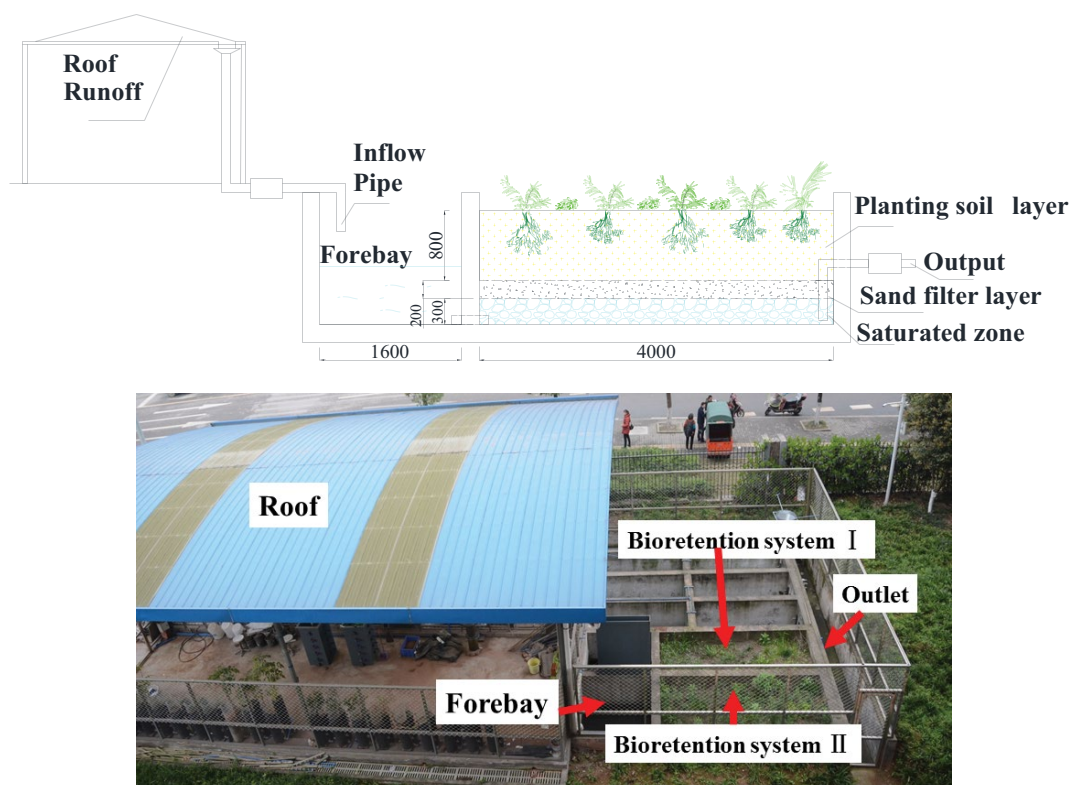 Roof
Runoff
Inflow
Pipe
Planting soil layer
Forebay
800
Output
Sand filter layer
200
300
Saturated zone
1600
4000
Roof
Bioretention system Ⅰ
Outlet
Forebay
Bioretention system Ⅱ